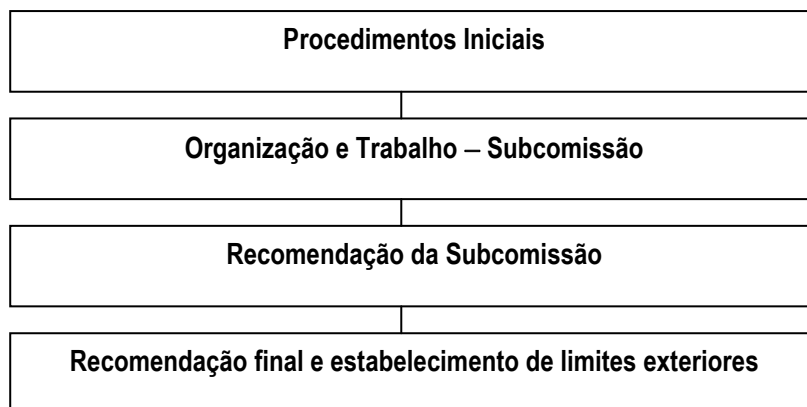 Procedimentos Iniciais
Organização e Trabalho – Subcomissão
Recomendação da Subcomissão
Recomendação final e estabelecimento de limites exteriores